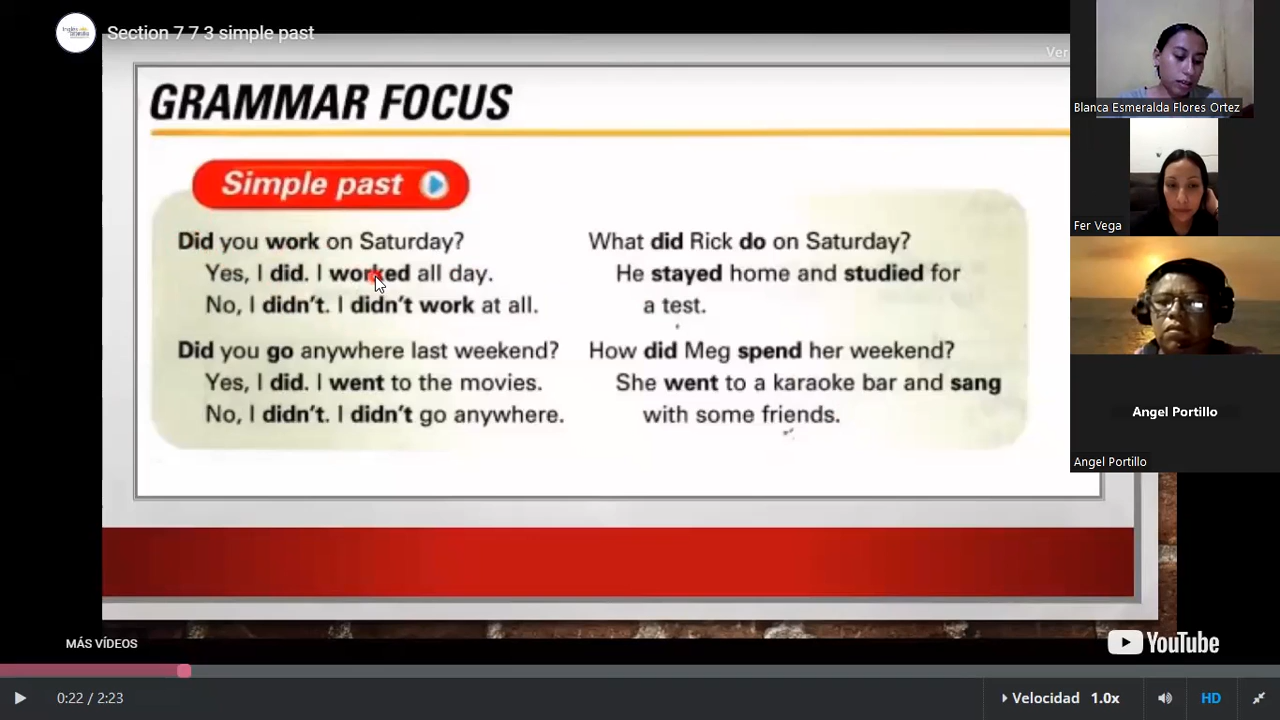 Section 7 7 3 simple past
Ver
GRAMMAR FOCUS
Simple past
Did you work on Saturday?
Yes, I did. I worked all day.
No, I didn't. I didn't work at all.
Did you go anywhere last weekend?
Yes, I did. I went to the movies.
No, I didn't. I didn't go anywhere.
What did Rick do on Saturday?
He stayed home and studied for
a test.
How did Meg spend her weekend?
She went to a karaoke bar and sang
with some friends.
Blanca Esmeralda Flores Ortez
Fer Vega
Angel Portillo
Angel Portillo
MÁS VÍDEOS
YouTube
0:22 / 2:23
Velocidad 1.0x
HD